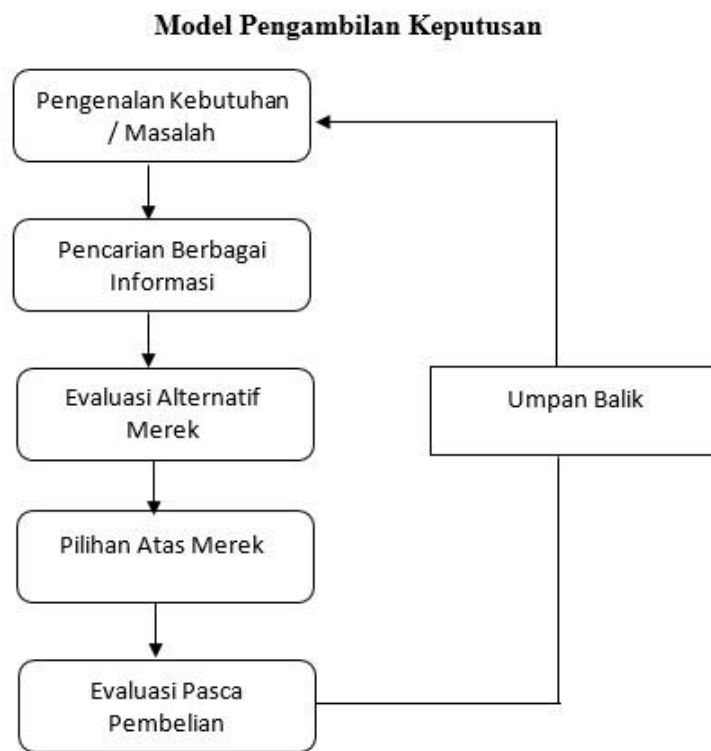 Model Pengambilan Keputusan
Pengenalan Kebutuhan
/ Masalah
Pencarian Berbagai
Informasi
Evaluasi Alternatif
Merek
Umpan Balik
Pilihan Atas Merek
Evaluasi Pasca
Pembelian